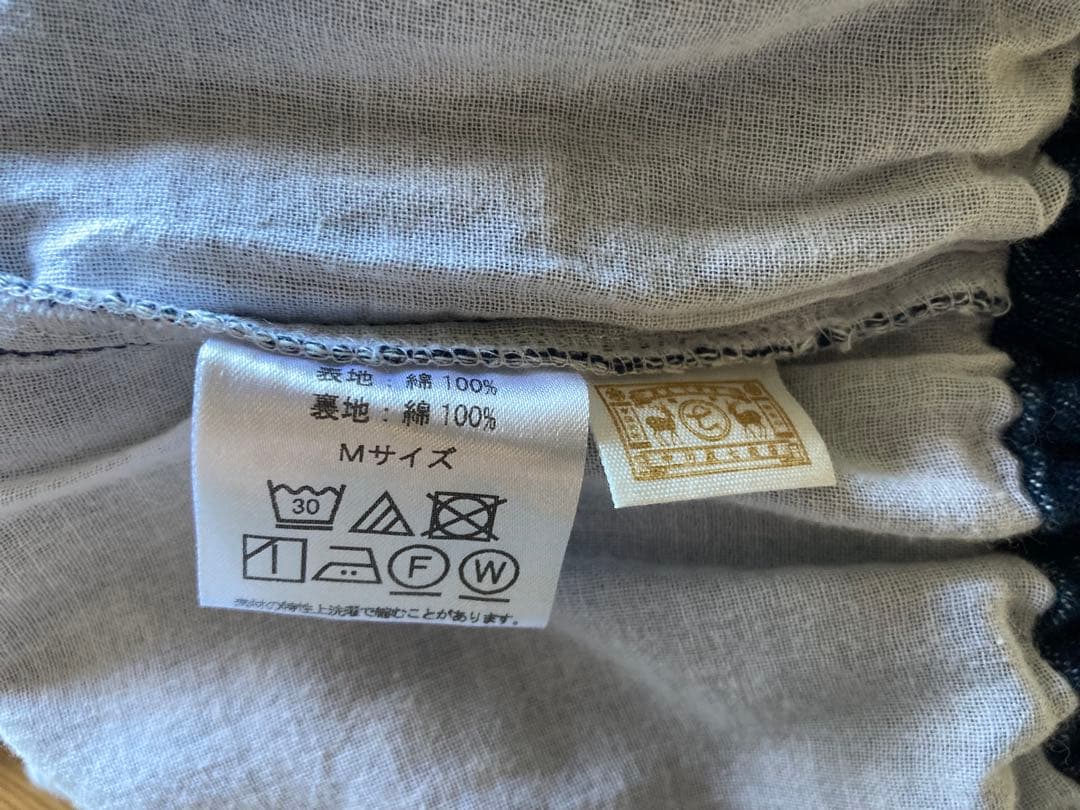 表地：綿 100%
裏地：綿 100%
Mサイズ
30
F W
素材の特性上洗濯で縮むことがあります。